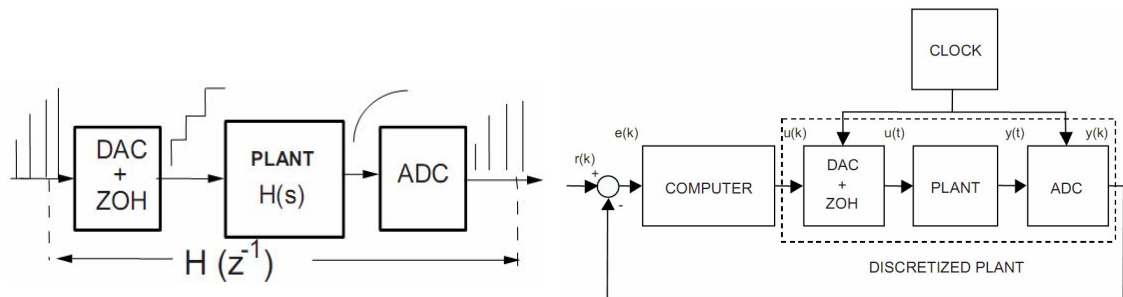 DAC
+
ZOH
PLANT
H(s)
ADC
H (z⁻¹)
CLOCK
r(k)
+
-
e(k)
COMPUTER
u(k)
DAC
+
ZOH
u(t)
PLANT
y(t)
ADC
y(k)
DISCRETIZED PLANT